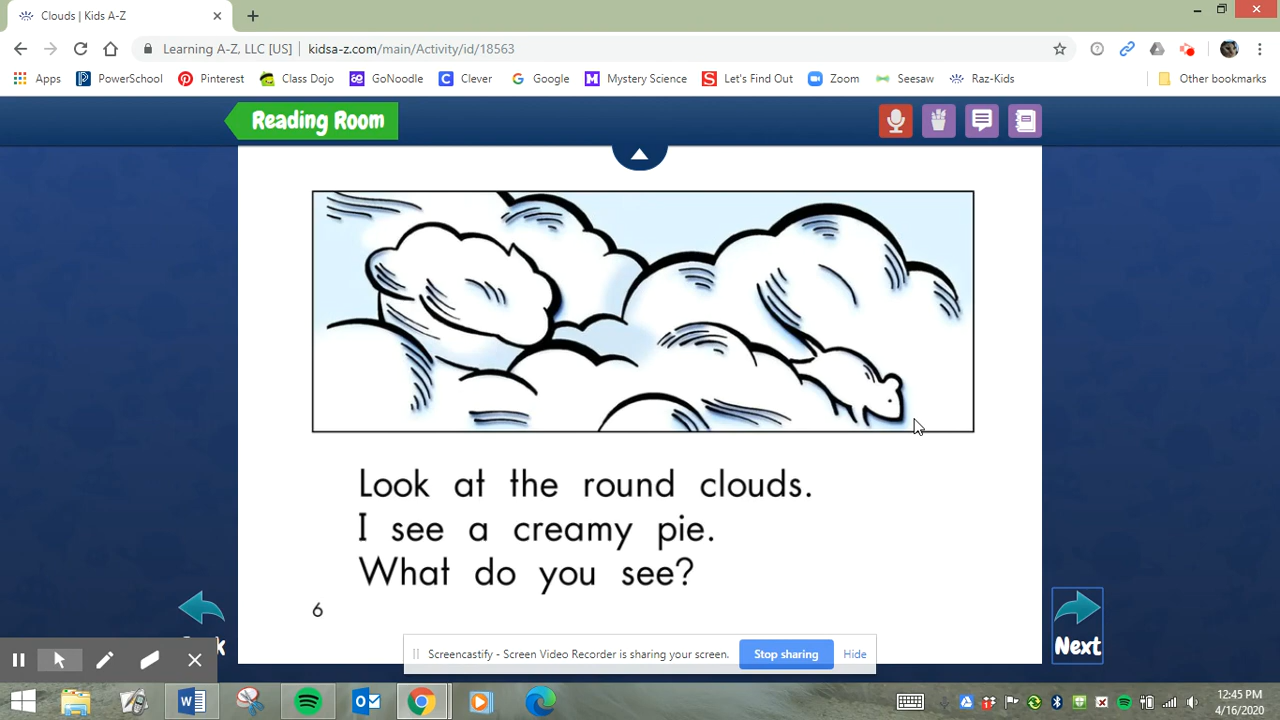 Clouds | Kids A-Z
Learning A-Z, LLC [US] kidsa-z.com/main/Activity/id/18563
Apps PowerSchool Pinterest Class Dojo GoNoodle Clever Google Mystery Science Let's Find Out Zoom Seesaw Raz-Kids Other bookmarks
Reading Room
Look at the round clouds.
I see a creamy pie.
What do you see?
6
Next
Screencastify - Screen Video Recorder is sharing your screen. Stop sharing Hide
12:45 PM
4/16/2020